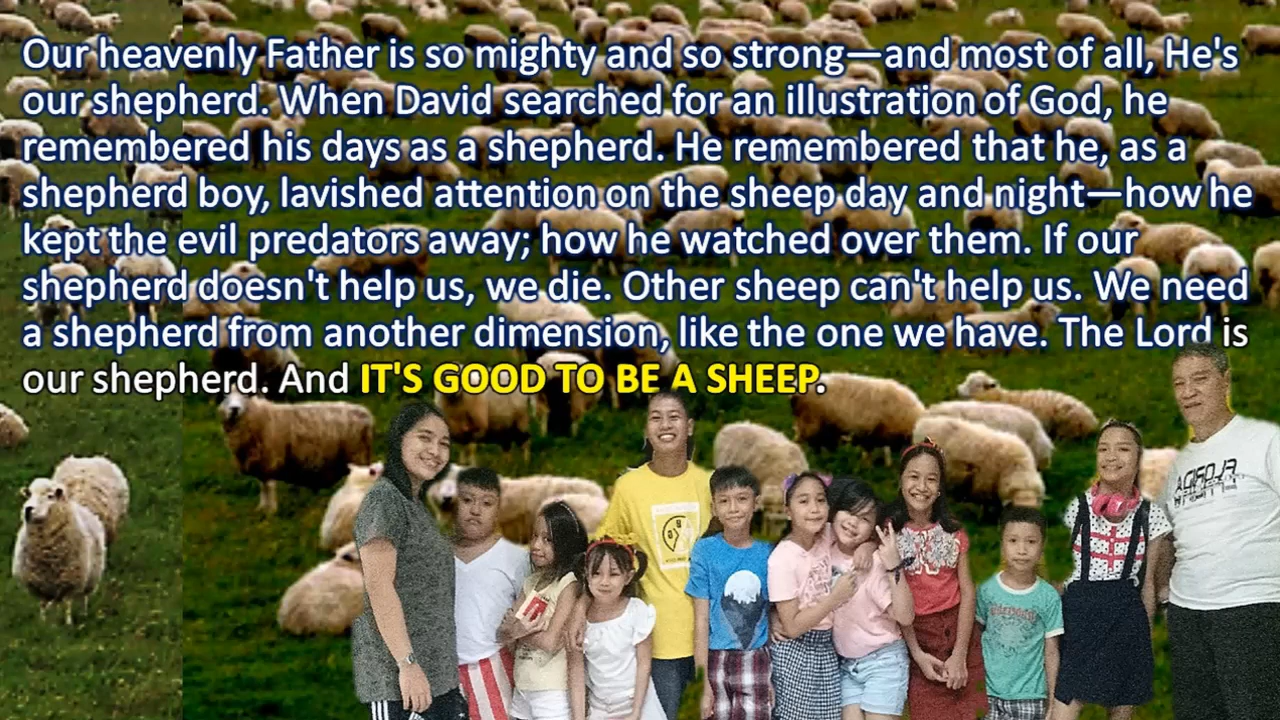 Our heavenly Father is so mighty and so strong—and most of all, He's
our shepherd. When David searched for an illustration of God, he
remembered his days as a shepherd. He remembered that he, as a
shepherd boy, lavished attention on the sheep day and night—how he
kept the evil predators away; how he watched over them. If our
shepherd doesn't help us, we die. Other sheep can't help us. We need
a shepherd from another dimension, like the one we have. The Lord is
our shepherd. And IT'S GOOD TO BE A SHEEP.